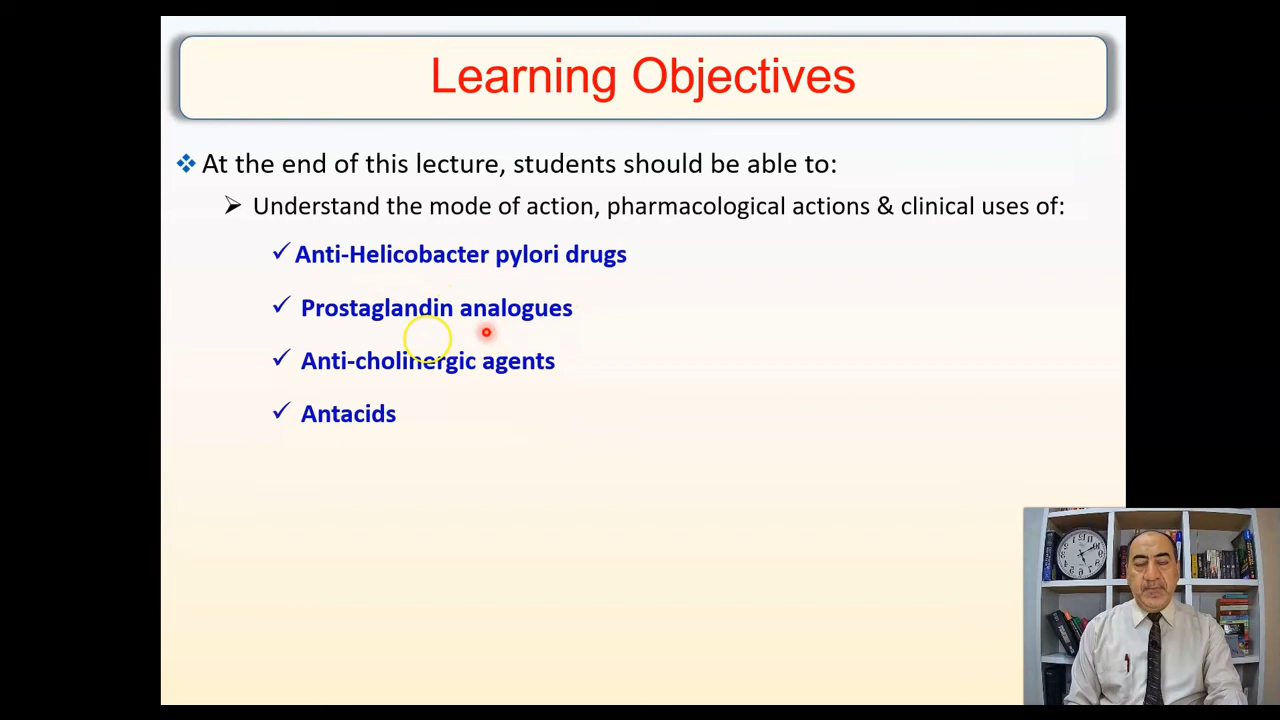 Learning Objectives
At the end of this lecture, students should be able to:
Understand the mode of action, pharmacological actions & clinical uses of:
Anti-Helicobacter pylori drugs
Prostaglandin analogues
Anti-cholinergic agents
Antacids